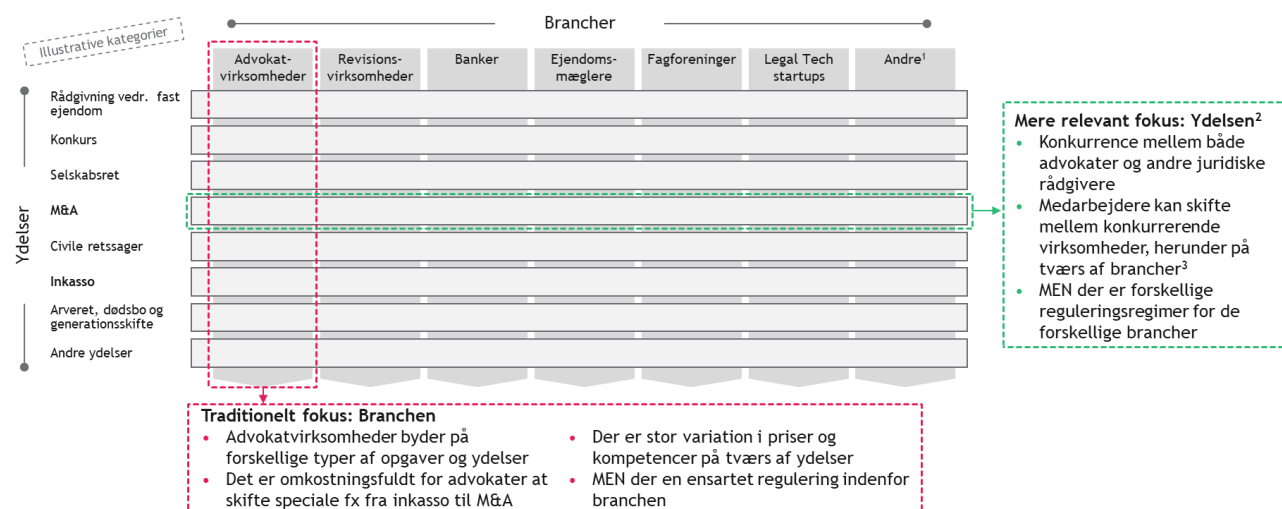 Brancher
Illustrative kategorier
Advokat-
virksomheder
Revisions-
virksomheder
Banker
Ejendoms-
mæglere
Fagforeninger
Legal Tech
startups
Andre¹
Ydelser
Rådgivning vedr. fast
ejendom
Konkurs
Selskabsret
M&A
Civile retssager
Inkasso
Arveret, dødsbo og
generationsskifte
Andre ydelser
Mere relevant fokus: Ydelsen²
• Konkurrence mellem både
advokater og andre juridiske
rådgivere
• Medarbejdere kan skifte
mellem konkurrerende
virksomheder, herunder på
tværs af brancher³
• MEN der er forskellige
reguleringsregimer for de
forskellige brancher
Traditionelt fokus: Branchen
• Advokatvirksomheder byder på
forskellige typer af opgaver og ydelser
• Det er omkostningsfuldt for advokater at
skifte speciale fx fra inkasso til M&A
• Der er stor variation i priser og
kompetencer på tværs af ydelser
• MEN der en ensartet regulering indenfor
branchen